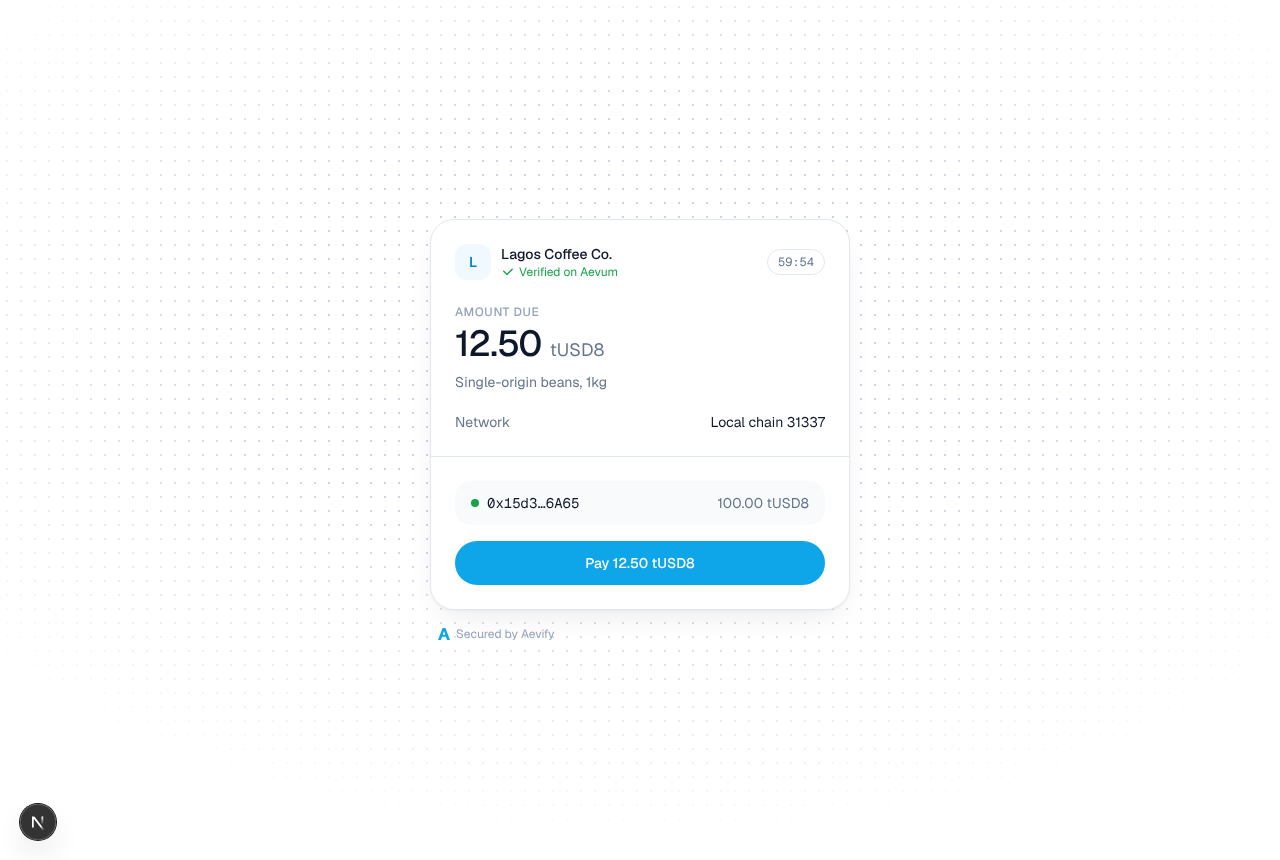 L
Lagos Coffee Co.
Verified on Aevum
59:54
AMOUNT DUE
12.50 tUSD8
Single-origin beans, 1kg
Network
Local chain 31337
0x15d3…6A65
100.00 tUSD8
Pay 12.50 tUSD8
A Secured by Aevify
N